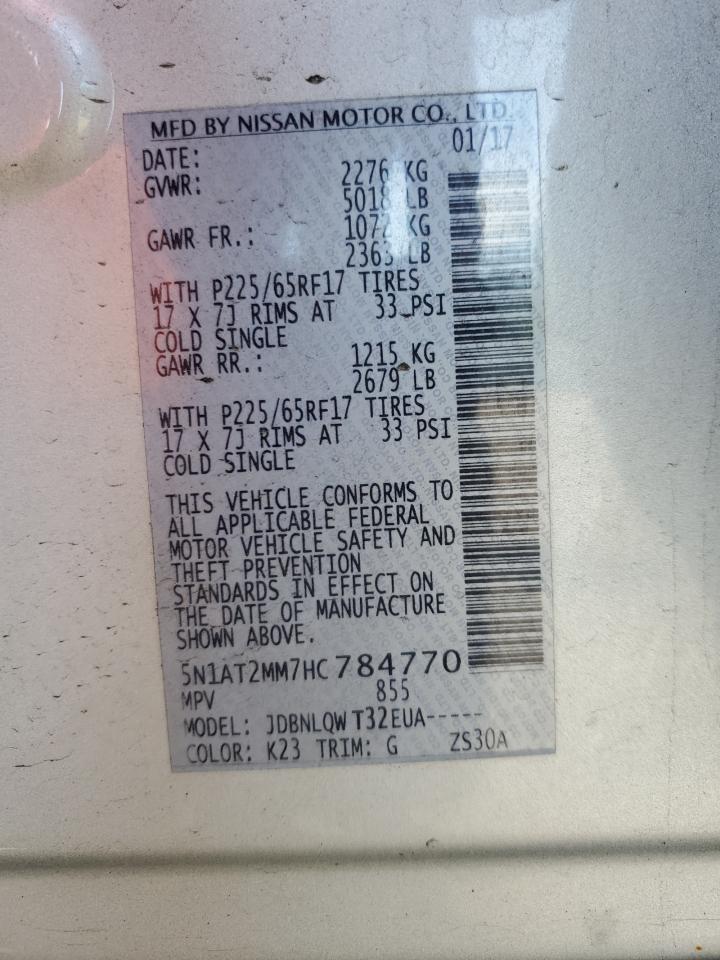 MFD BY NISSAN MOTOR CO., LTD.
DATE: 01/17
GVWR: 2276 KG
5018 LB
GAWR FR.: 1072 KG
2363 LB
WITH P225/65RF17 TIRES
17 X 7J RIMS AT 33 PSI
COLD SINGLE
GAWR RR.: 1215 KG
2679 LB
WITH P225/65RF17 TIRES
17 X 7J RIMS AT 33 PSI
COLD SINGLE
THIS VEHICLE CONFORMS TO
ALL APPLICABLE FEDERAL
MOTOR VEHICLE SAFETY AND
THEFT PREVENTION
STANDARDS IN EFFECT ON
THE DATE OF MANUFACTURE
SHOWN ABOVE.
5N1AT2MM7HC784770
MPV 855
MODEL: JDBNLQW T32EUA-----
COLOR: K23 TRIM: G ZS30A